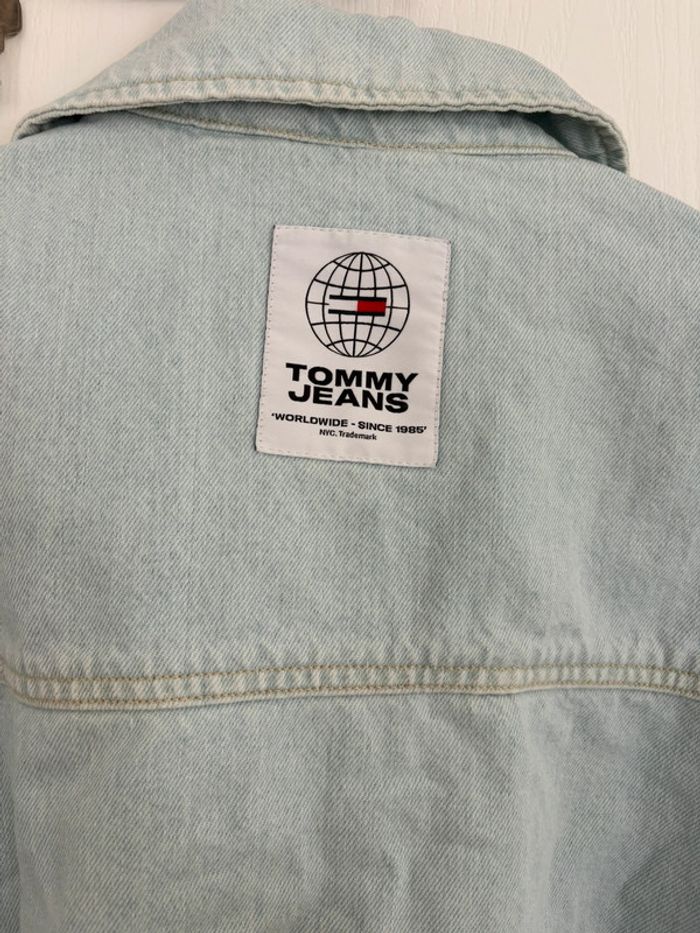 TOMMY
JEANS
'WORLDWIDE - SINCE 1985'
NYC. Trademark